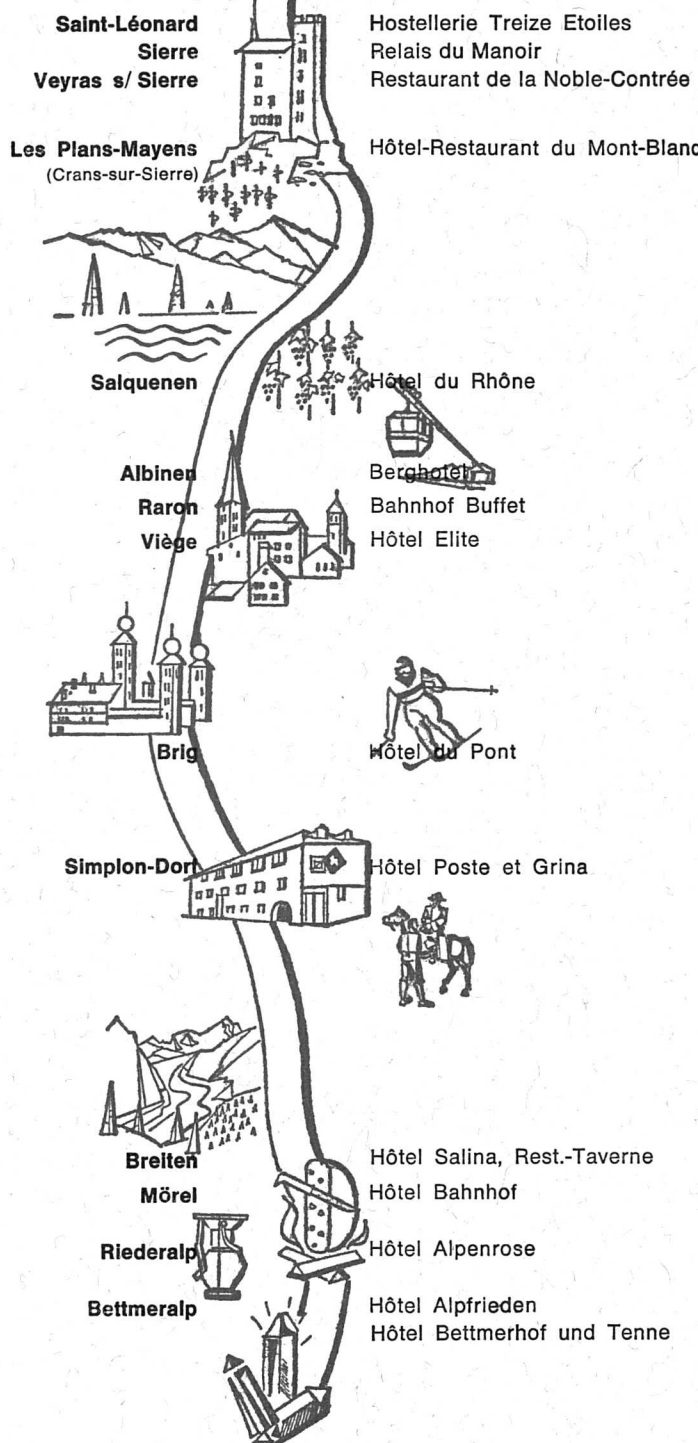 Saint-Léonard Hostellerie Treize Etoiles
Sierre Relais du Manoir
Veyras s/ Sierre Restaurant de la Noble-Contrée
Les Plans-Mayens Hôtel-Restaurant du Mont-Blanc
(Crans-sur-Sierre)
Salquenen Hôtel du Rhône
Albinen Berghotel
Raron Bahnhof Buffet
Viège Hôtel Elite
Brig Hôtel du Pont
Simplon-Dorf Hôtel Poste et Grina
Breiten Hôtel Salina, Rest.-Taverne
Mörel Hôtel Bahnhof
Riederalp Hôtel Alpenrose
Bettmeralp Hôtel Alpfrieden
Hôtel Bettmerhof und Tenne